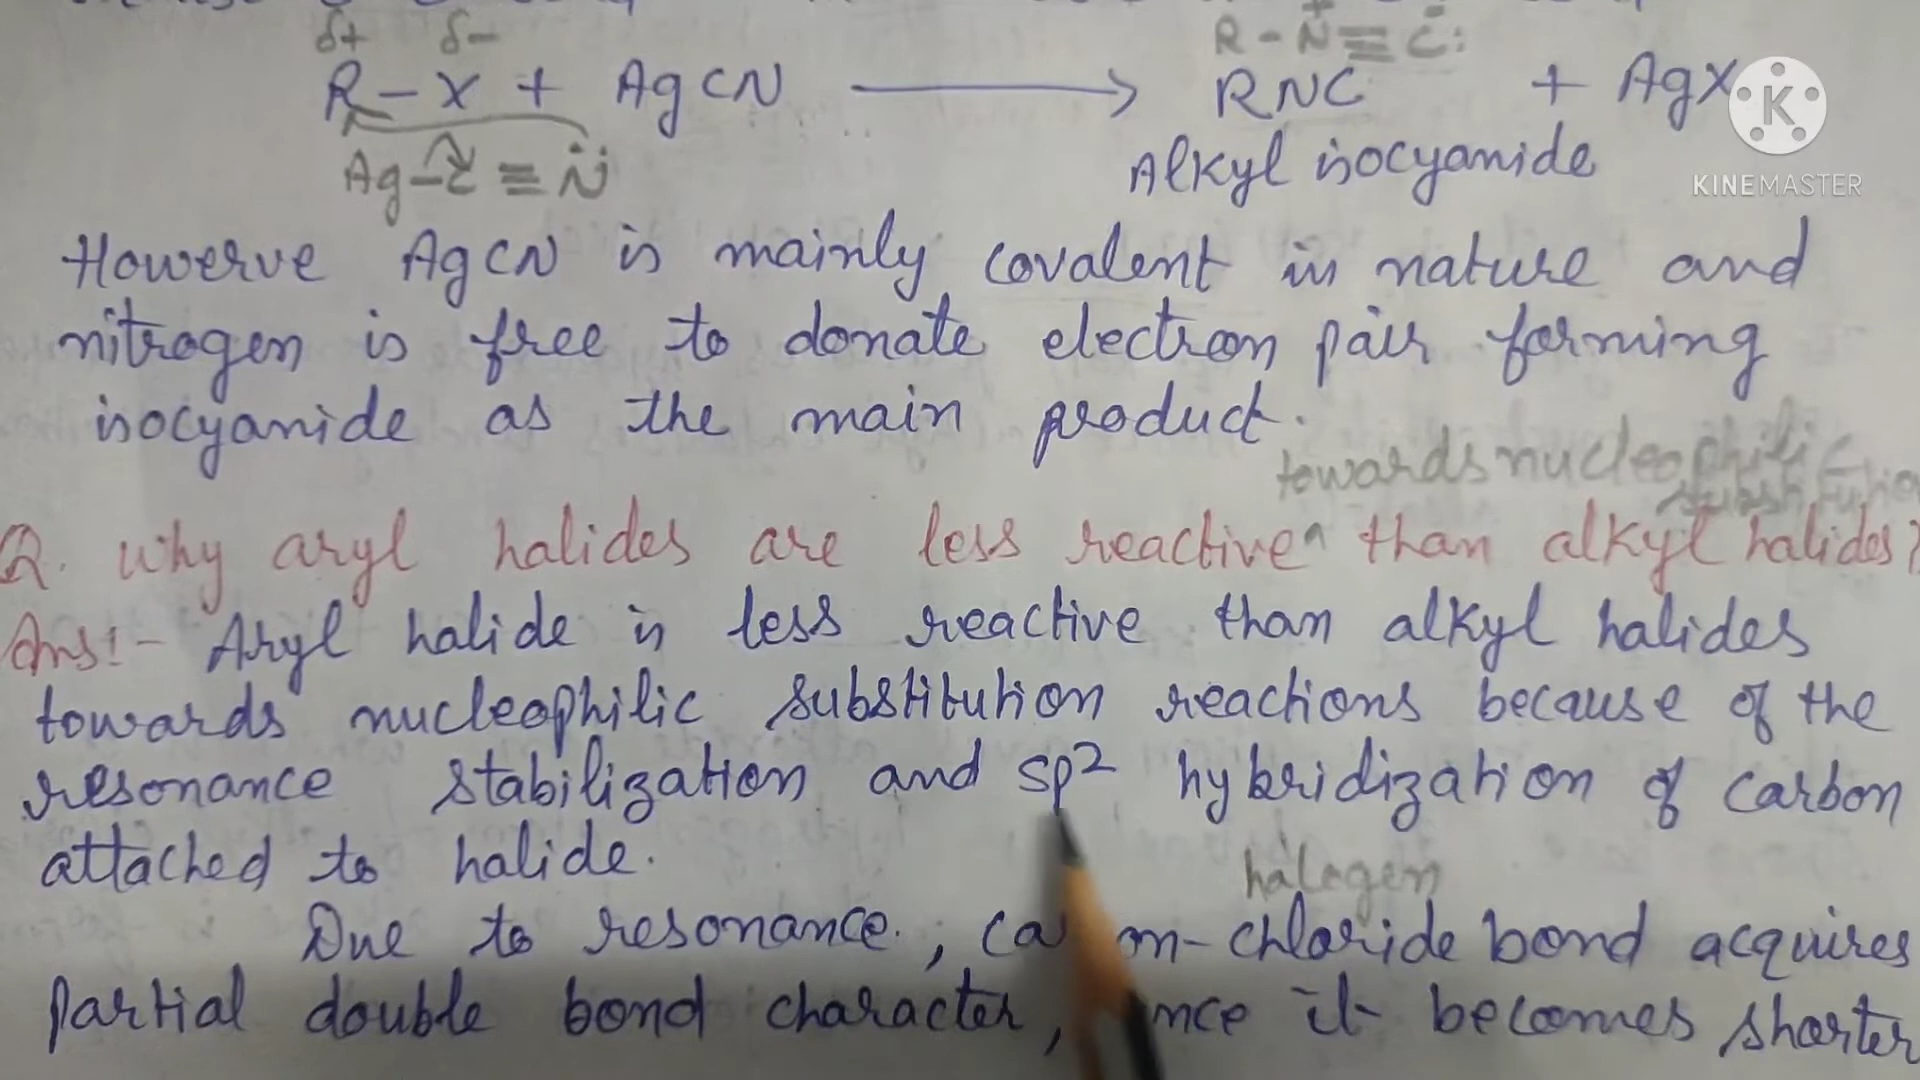 δ+ δ-
R-N≡C:
R-X + AgCN ⟶ RNC + AgX
Ag-C≡N̈
Alkyl isocyanide
K
KINEMASTER
Howerve AgCN is mainly covalent in nature and
nitrogen is free to donate electron pair forming
isocyanide as the main product.
towards nucleophilic
substitution
Q. Why aryl halides are less reactive ^ than alkyl halides?
Ans:- Aryl halide is less reactive than alkyl halides
towards nucleophilic substitution reactions because of the
resonance stabilization and sp² hybridization of carbon
attached to halide.
halogen
Due to resonance, ca on-chloride bond acquires
partial double bond character, nce it becomes shorter